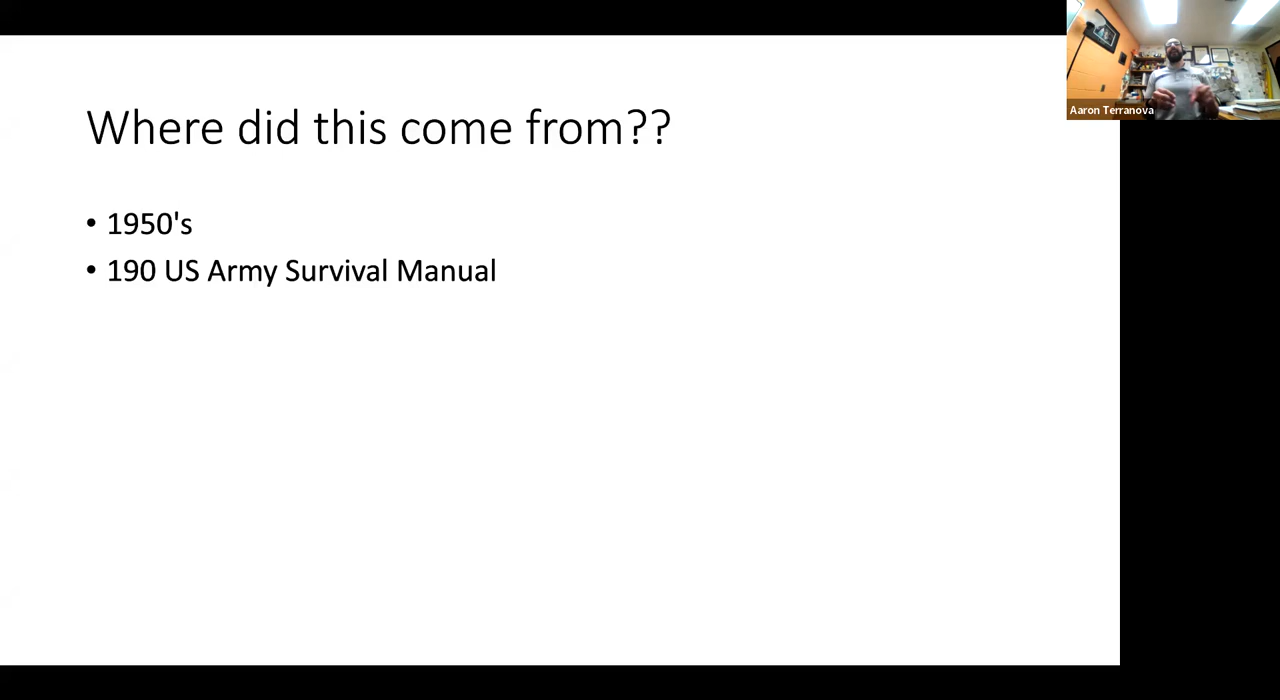 Where did this come from??
• 1950's
• 190 US Army Survival Manual
Aaron Terranova